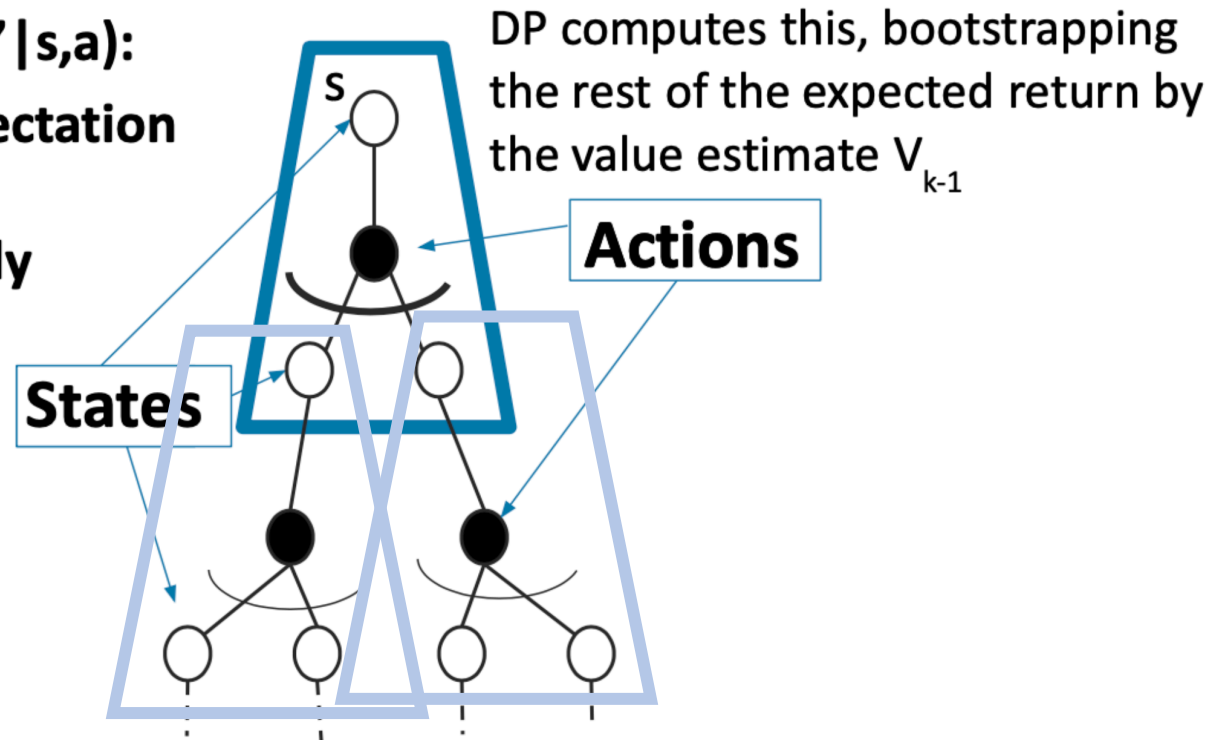 ’|s,a):
ectation
ly
DP computes this, bootstrapping
the rest of the expected return by
the value estimate V
k-1
S
Actions
States